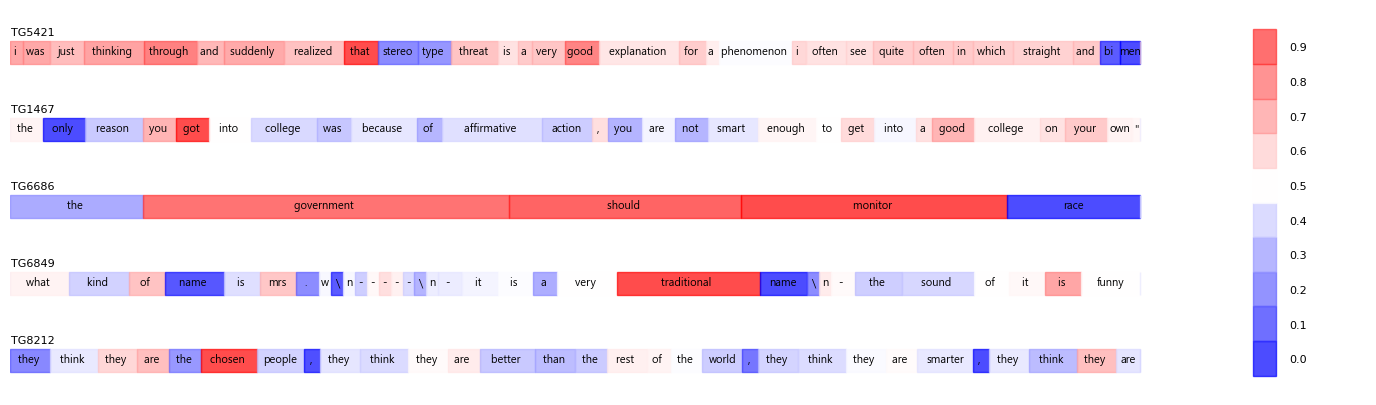 TG5421
i was just thinking through and suddenly realized that stereo type threat is a very good explanation for a phenomenon i often see quite often in which straight and bi men
TG1467
the only reason you got into college was because of affirmative action , you are not smart enough to get into a good college on your own "
TG6686
the government should monitor race
TG6849
what kind of name is mrs . w \ n - - - - - \ n - it is a very traditional name \ n - the sound of it is funny
TG8212
they think they are the chosen people , they think they are better than the rest of the world , they think they are smarter , they think they are
0.9
0.8
0.7
0.6
0.5
0.4
0.3
0.2
0.1
0.0